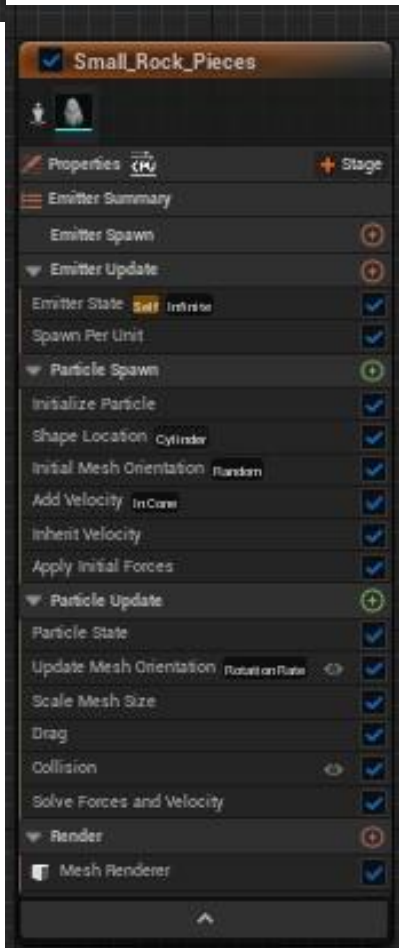 Small_Rock_Pieces
Properties CPU + Stage
Emitter Summary
Emitter Spawn
Emitter Update
Emitter State Self Infinite
Spawn Per Unit
Particle Spawn
Initialize Particle
Shape Location Cylinder
Initial Mesh Orientation Random
Add Velocity In Cone
Inherit Velocity
Apply Initial Forces
Particle Update
Particle State
Update Mesh Orientation Rotation Rate
Scale Mesh Size
Drag
Collision
Solve Forces and Velocity
Render
Mesh Renderer